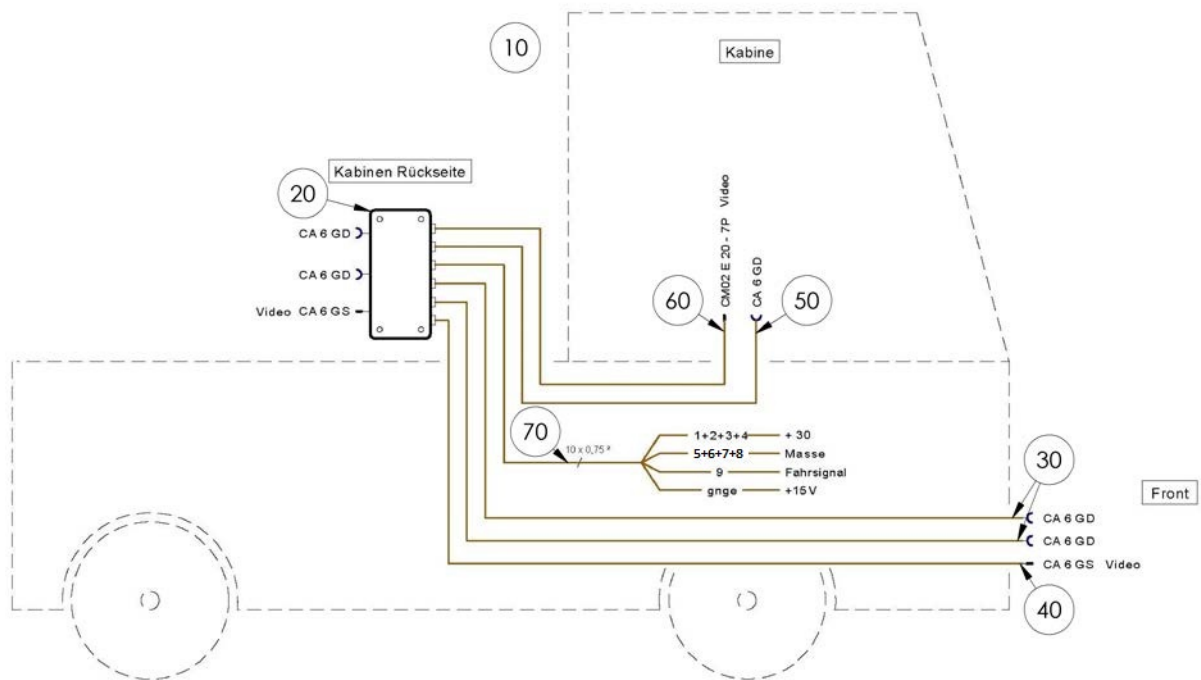 10
Kabine
Kabinen Rückseite
20
CA 6 GD
CA 6 GD
Video CA 6 GS
CM02 E 20 - 7P Video
CA 6 GD
60
50
70
10 x 0,75 ²
1+2+3+4 + 30
5+6+7+8 Masse
9 Fahrsignal
gnge +15V
30
Front
CA 6 GD
CA 6 GD
CA 6 GS Video
40